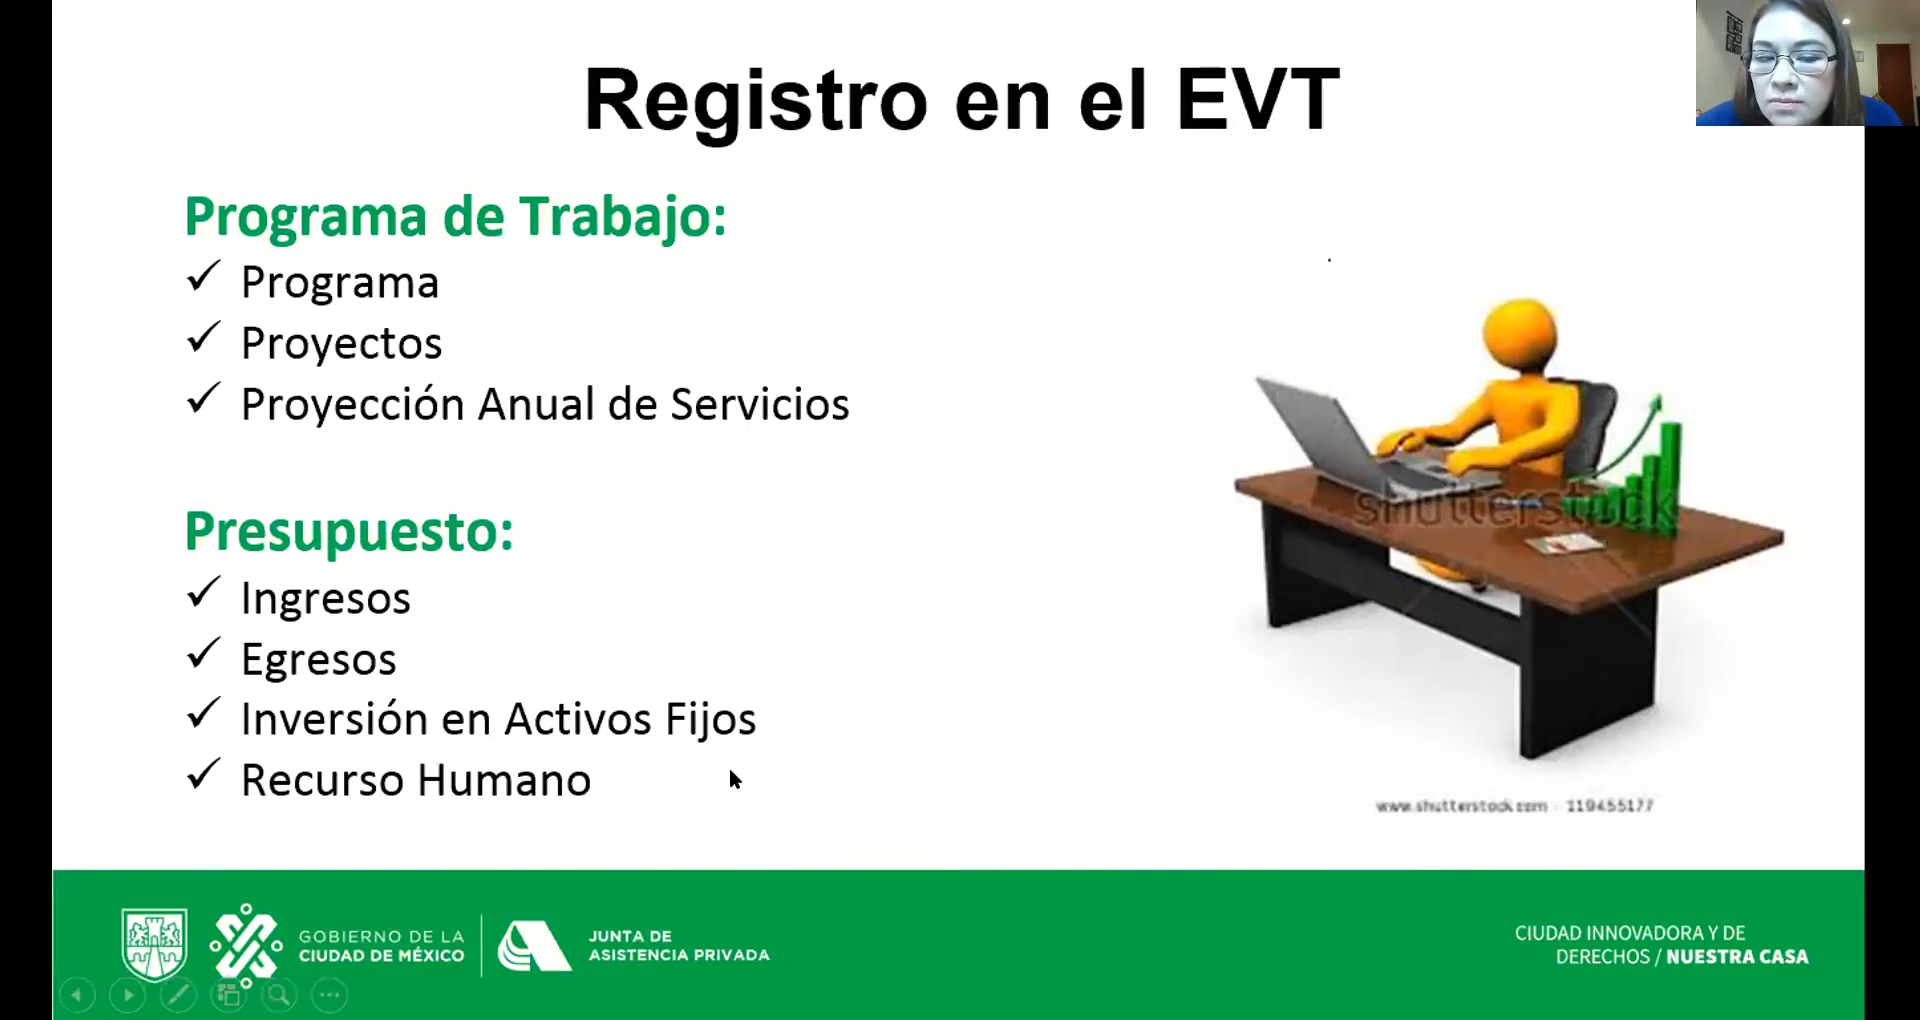 Registro en el EVT
Programa de Trabajo:
✓ Programa
✓ Proyectos
✓ Proyección Anual de Servicios
Presupuesto:
✓ Ingresos
✓ Egresos
✓ Inversión en Activos Fijos
✓ Recurso Humano
shutterstock
www.shutterstock.com - 119455177
GOBIERNO DE LA
CIUDAD DE MÉXICO
JUNTA DE
ASISTENCIA PRIVADA
CIUDAD INNOVADORA Y DE
DERECHOS / NUESTRA CASA